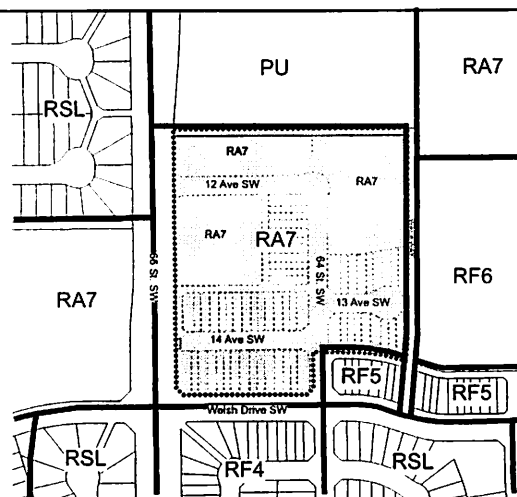 PU
RA7
RSL
RA7
12 Ave SW
RA7
RA7
RA7
66 St. SW
64 St. SW
RF6
RA7
13 Ave SW
14 Ave SW
RF5
RF5
Welsh Drive SW
RSL
RF4
RSL